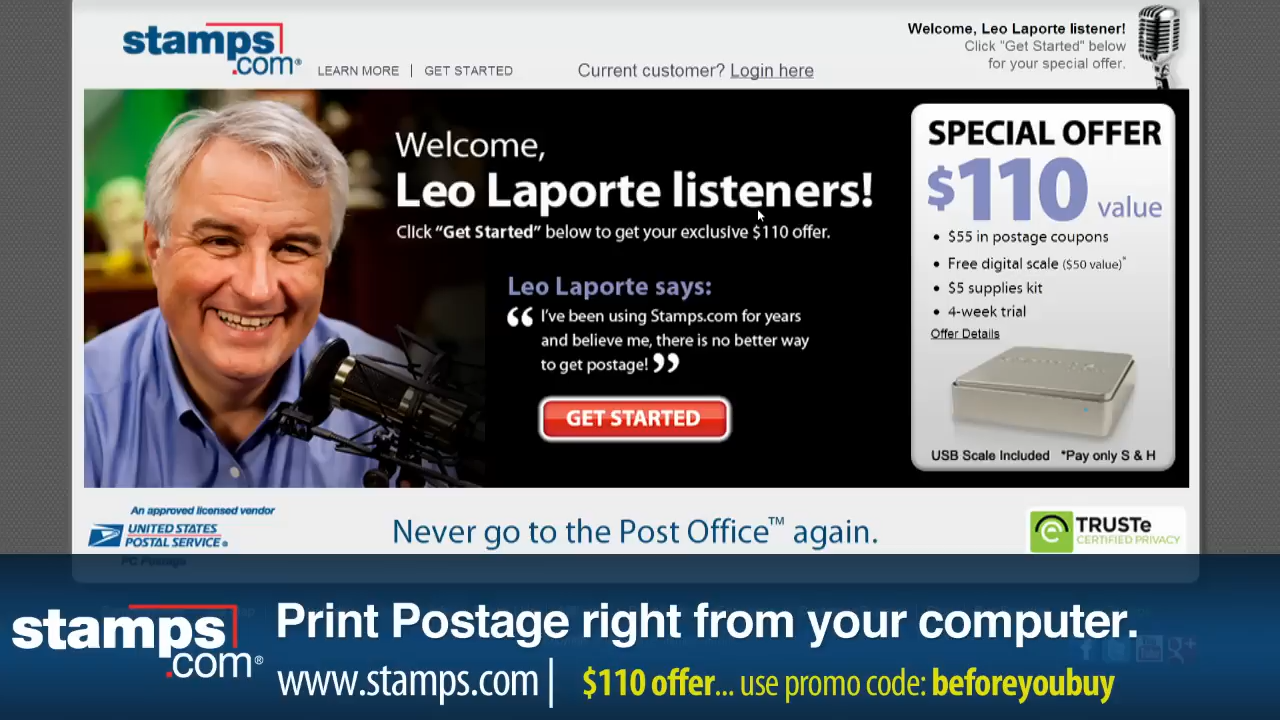 stamps
.com®
LEARN MORE | GET STARTED
Current customer? Login here
Welcome, Leo Laporte listener!
Click "Get Started" below
for your special offer.
Welcome,
Leo Laporte listeners!
Click “Get Started” below to get your exclusive $110 offer.
Leo Laporte says:
“ I’ve been using Stamps.com for years
and believe me, there is no better way
to get postage! ”
GET STARTED
SPECIAL OFFER
$110 value
• $55 in postage coupons
• Free digital scale ($50 value)*
• $5 supplies kit
• 4-week trial
Offer Details
USB Scale Included *Pay only S & H
An approved licensed vendor
UNITED STATES
POSTAL SERVICE®
PC Postage
Never go to the Post Office™ again.
TRUSTe
CERTIFIED PRIVACY
stamps
.com®
Print Postage right from your computer.
www.stamps.com | $110 offer... use promo code: beforeyoubuy